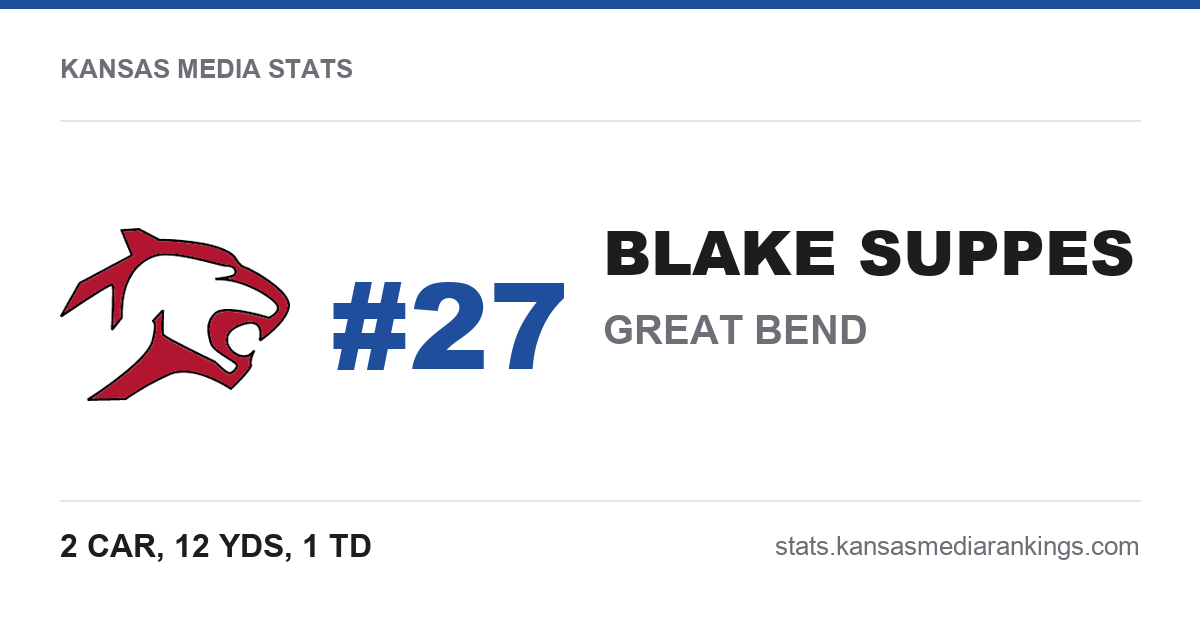 KANSAS MEDIA STATS
#27
BLAKE SUPPES
GREAT BEND
2 CAR, 12 YDS, 1 TD
stats.kansasmediarankings.com